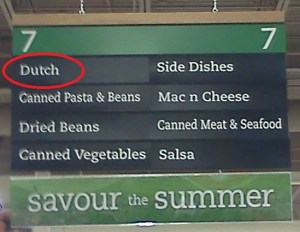 7 7
Dutch Side Dishes
Canned Pasta & Beans Mac n Cheese
Dried Beans Canned Meat & Seafood
Canned Vegetables Salsa
savour the summer